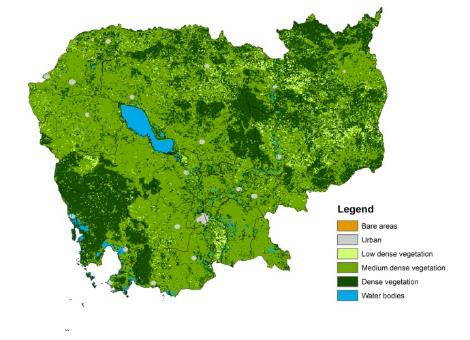 Legend
Bare areas
Urban
Low dense vegetation
Medium dense vegetation
Dense vegetation
Water bodies